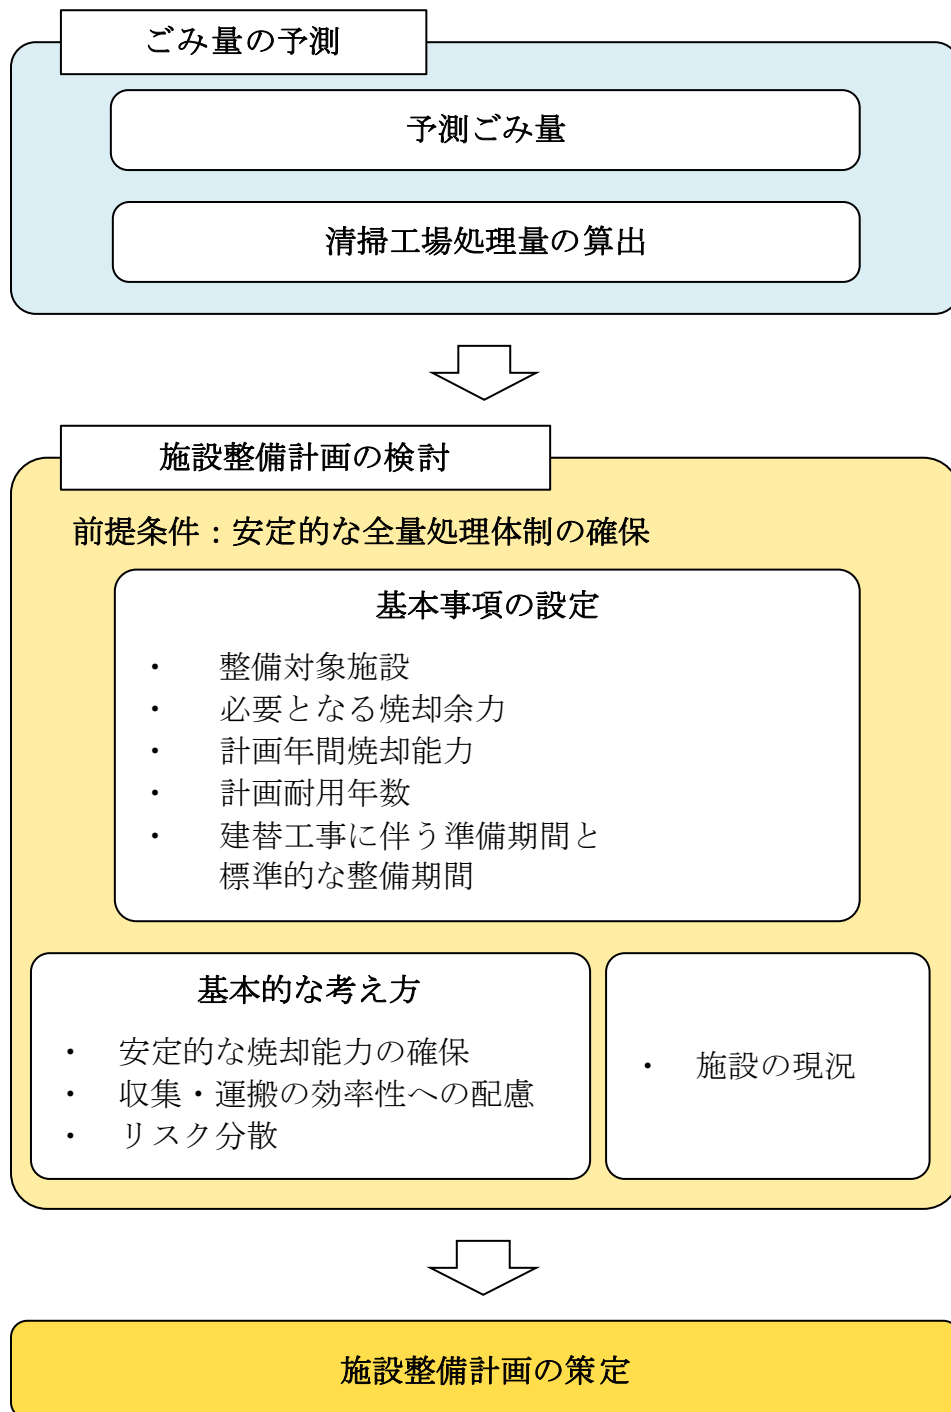 ごみ量の予測
予測ごみ量
清掃工場処理量の算出
施設整備計画の検討
前提条件：安定的な全量処理体制の確保
基本事項の設定
・ 整備対象施設
・ 必要となる焼却余力
・ 計画年間焼却能力
・ 計画耐用年数
・ 建替工事に伴う準備期間と
標準的な整備期間
基本的な考え方
・ 安定的な焼却能力の確保
・ 収集・運搬の効率性への配慮
・ リスク分散
・ 施設の現況
施設整備計画の策定